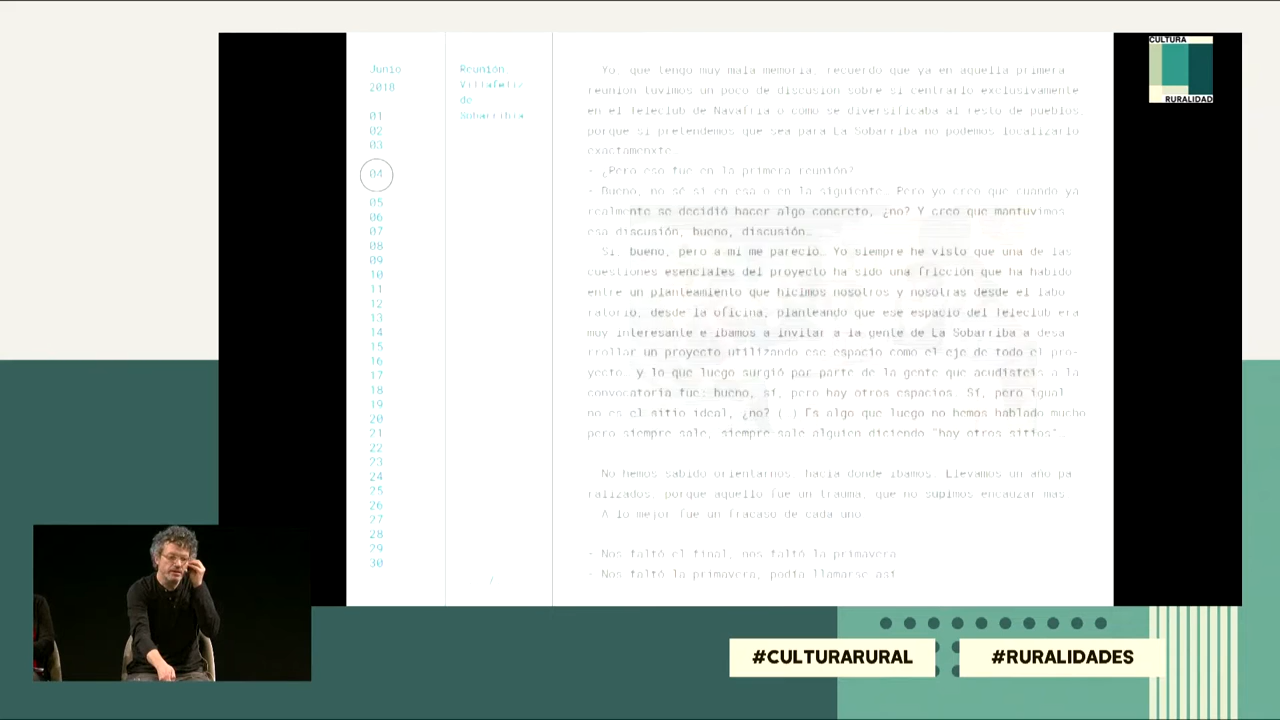 CULTURA
RURALIDAD
Junio
2018
01
02
03
04
05
06
07
08
09
10
11
12
13
14
15
16
17
18
19
20
21
22
23
24
25
26
27
28
29
30
Reunión
Villafeliz
de
Sobarriba
/
Yo, que tengo muy mala memoria, recuerdo que ya en aquella primera
reunión tuvimos un poco de discusión sobre si centrarlo exclusivamente
en el Teleclub de Navafría o cómo se diversificaba al resto de pueblos,
porque si pretendemos que sea para La Sobarriba no podemos localizarlo
exactamenxte.
- ¿Pero eso fue en la primera reunión?
- Bueno, no sé si en esa o en la siguiente… Pero yo creo que cuando ya
realmente se decidió hacer algo concreto, ¿no? Y creo que mantuvimos
esa discusión, bueno, discusión…
Sí, bueno, pero a mí me pareció… Yo siempre he visto que una de las
cuestiones esenciales del proyecto ha sido una fricción que ha habido
entre un planteamiento que hicimos nosotros y nosotras desde el labo
ratorio, desde la oficina, planteando que ese espacio del Teleclub era
muy interesante e íbamos a invitar a la gente de La Sobarriba a desa
rrollar un proyecto utilizando ese espacio como el eje de todo el pro-
yecto… y lo que luego surgió por parte de la gente que acudisteis a la
convocatoria fue: bueno, sí, pero hay otros espacios. Sí, pero igual
no es el sitio ideal, ¿no? ( ) Es algo que luego no hemos hablado mucho
pero siempre sale, siempre sale alguien diciendo "hay otros sitios".
No hemos sabido orientarnos, hacia donde íbamos. Llevamos un año pa
ralizados, porque aquello fue un trauma, que no supimos encauzar más
A lo mejor fue un fracaso de cada uno
- Nos faltó el final, nos faltó la primavera
- Nos faltó la primavera, podía llamarse así
#CULTURARURAL
#RURALIDADES